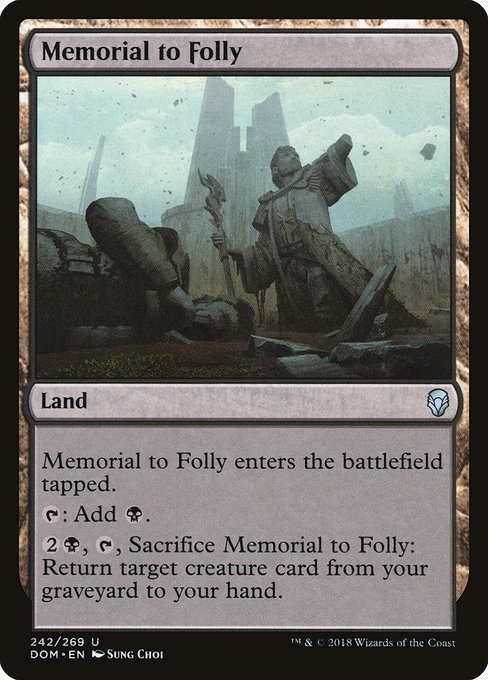 Memorial to Folly
Land
Memorial to Folly enters the battlefield
tapped.
: Add .
2, , Sacrifice Memorial to Folly:
Return target creature card from your
graveyard to your hand.
242/269 U
™ & © 2018 Wizards of the Coast
DOM • EN Sung Choi